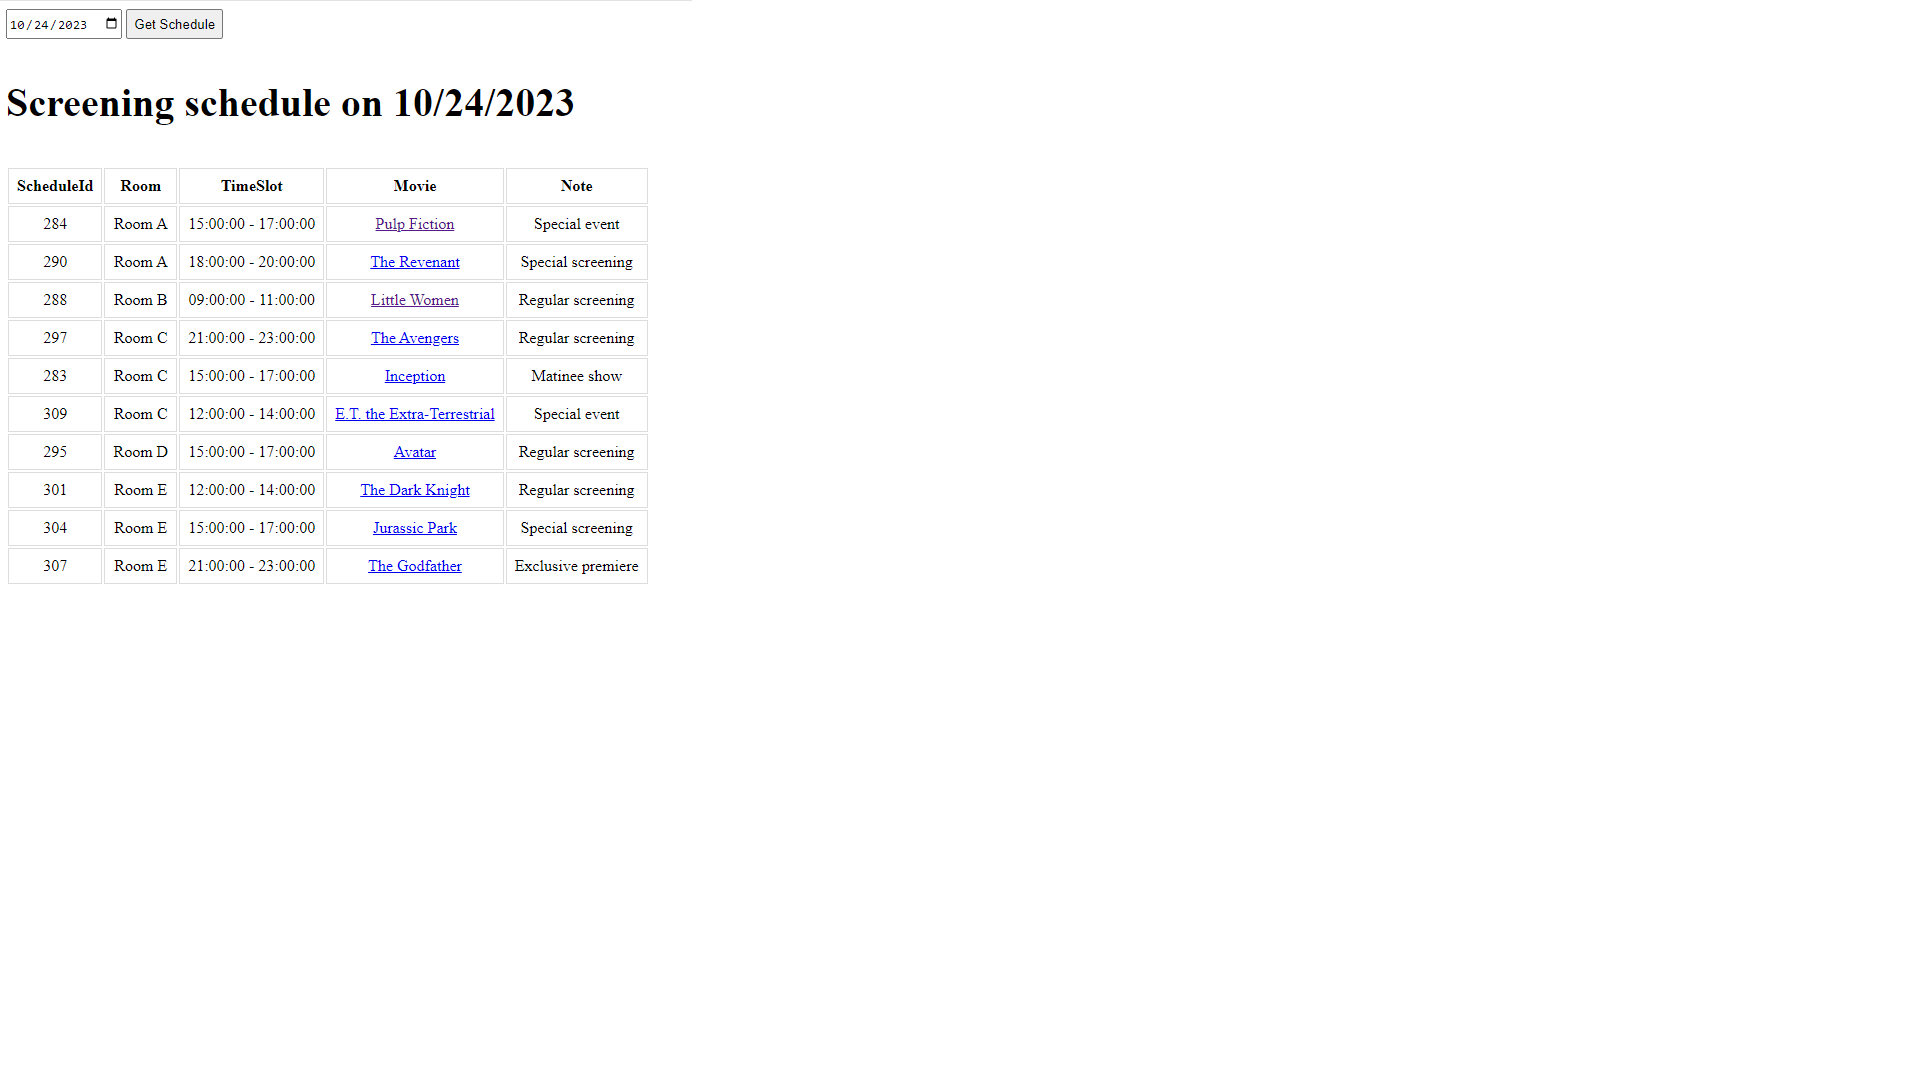 10/24/2023 Get Schedule
Screening schedule on 10/24/2023
ScheduleId Room TimeSlot Movie Note
284 Room A 15:00:00 - 17:00:00 Pulp Fiction Special event
290 Room A 18:00:00 - 20:00:00 The Revenant Special screening
288 Room B 09:00:00 - 11:00:00 Little Women Regular screening
297 Room C 21:00:00 - 23:00:00 The Avengers Regular screening
283 Room C 15:00:00 - 17:00:00 Inception Matinee show
309 Room C 12:00:00 - 14:00:00 E.T. the Extra-Terrestrial Special event
295 Room D 15:00:00 - 17:00:00 Avatar Regular screening
301 Room E 12:00:00 - 14:00:00 The Dark Knight Regular screening
304 Room E 15:00:00 - 17:00:00 Jurassic Park Special screening
307 Room E 21:00:00 - 23:00:00 The Godfather Exclusive premiere